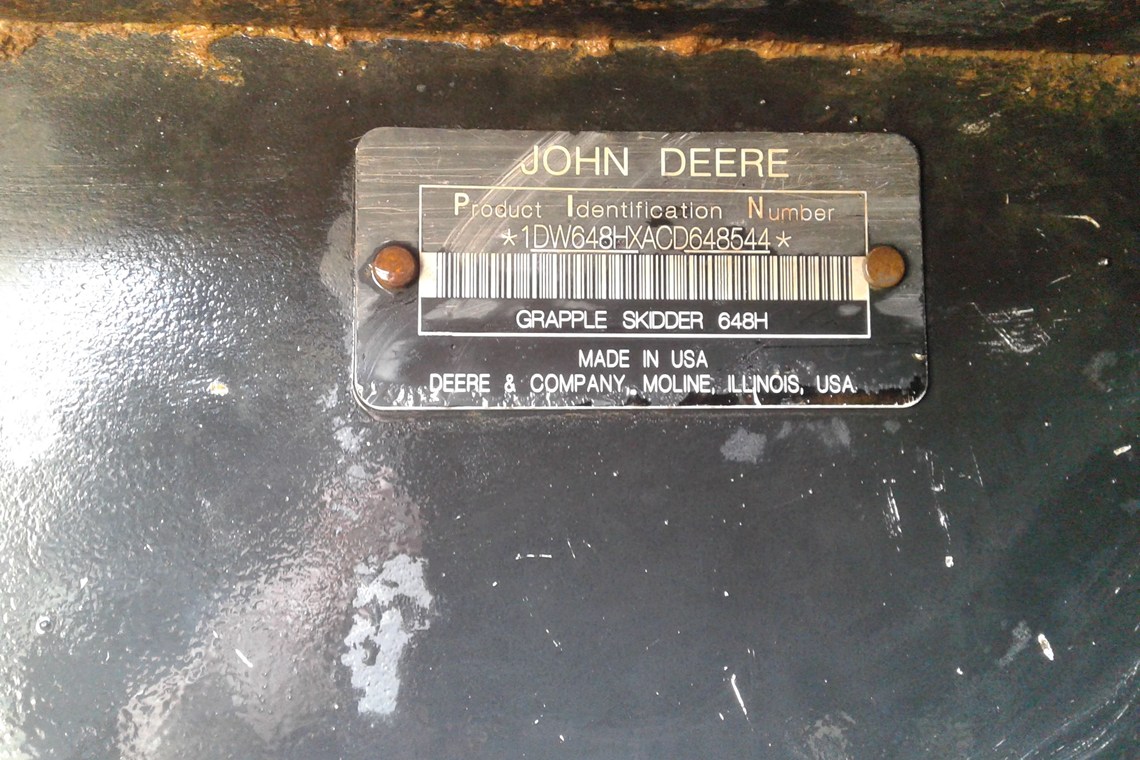 JOHN DEERE
Product Identification Number
*1DW648HXACD648544*
GRAPPLE SKIDDER 648H
MADE IN USA
DEERE & COMPANY, MOLINE, ILLINOIS, USA